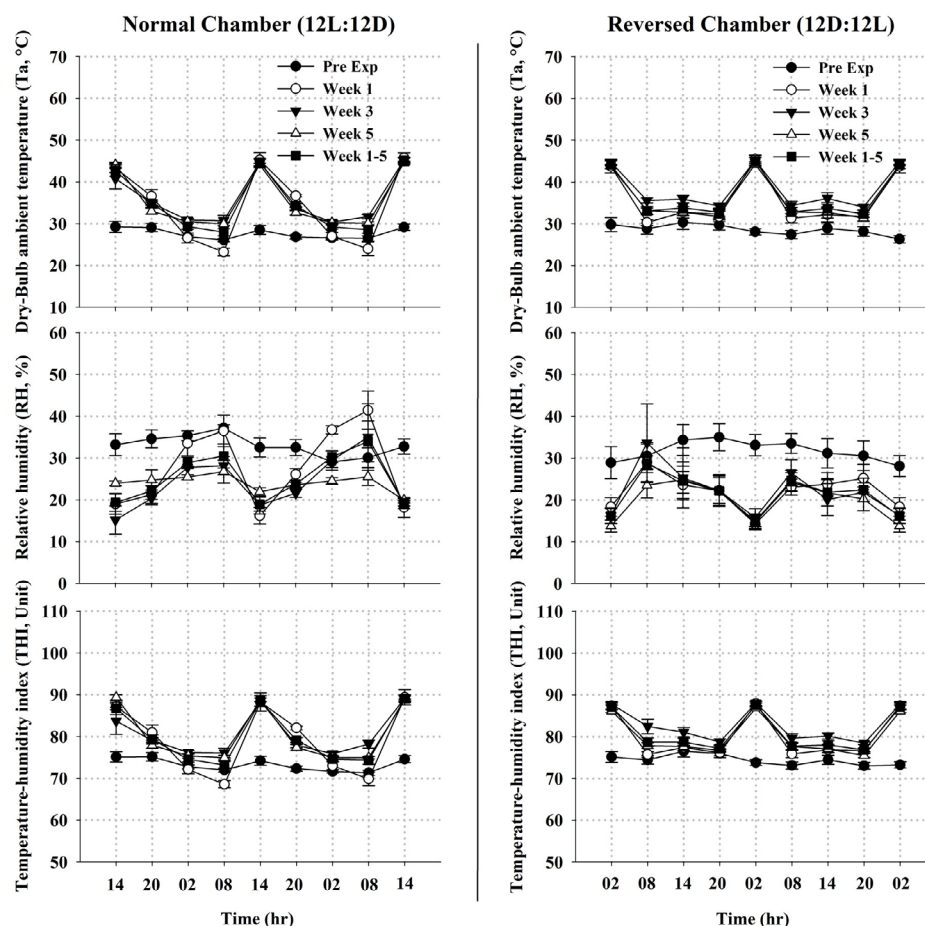 Normal Chamber (12L:12D)
Reversed Chamber (12D:12L)
Dry-Bulb ambient temperature (Ta, °C)
70
60
50
40
30
20
10
Pre Exp
Week 1
Week 3
Week 5
Week 1-5
Dry-Bulb ambient temperature (Ta, °C)
70
60
50
40
30
20
10
Pre Exp
Week 1
Week 3
Week 5
Week 1-5
Relative humidity (RH, %)
60
50
40
30
20
10
0
Relative humidity (RH, %)
60
50
40
30
20
10
0
Temperature-humidity index (THI, Unit)
110
100
90
80
70
60
50
14 20 02 08 14 20 02 08 14
Time (hr)
Temperature-humidity index (THI, Unit)
110
100
90
80
70
60
50
02 08 14 20 02 08 14 20 02
Time (hr)